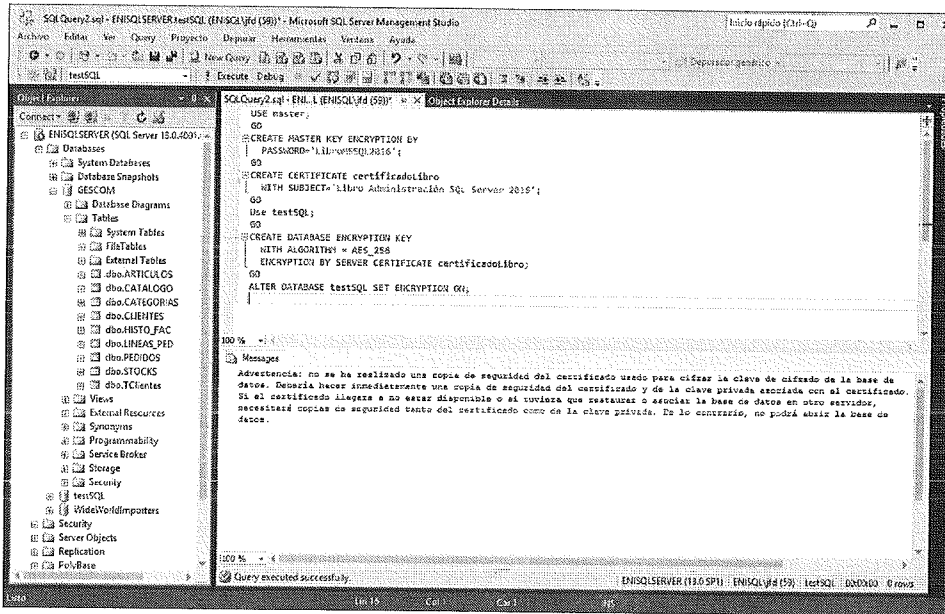 SQLQuery2.sql - ENISQLSERVER.testSQL (ENISQL\jfd (59))* - Microsoft SQL Server Management Studio
Inicio rápido (Ctrl+Q)
Archivo Editar Ver Query Proyecto Depurar Herramientas Ventana Ayuda
New Query
Depurador genérico
testSQL
Execute Debug
Object Explorer
SQLQuery2.sql - ENI...L (ENISQL\jfd (59))*
Object Explorer Details
Connect
ENISQLSERVER (SQL Server 13.0.4001.
Databases
System Databases
Database Snapshots
GESCOM
Database Diagrams
Tables
System Tables
FileTables
External Tables
dbo.ARTICULOS
dbo.CATALOGO
dbo.CATEGORIAS
dbo.CLIENTES
dbo.HISTO_FAC
dbo.LINEAS_PED
dbo.PEDIDOS
dbo.STOCKS
dbo.TClientes
Views
External Resources
Synonyms
Programmability
Service Broker
Storage
Security
testSQL
WideWorldImporters
Security
Server Objects
Replication
PolyBase
USE master;
GO
CREATE MASTER KEY ENCRYPTION BY
PASSWORD='LibroMSSQL2016';
GO
CREATE CERTIFICATE certificadoLibro
WITH SUBJECT='Libro Administración SQL Server 2016';
GO
Use testSQL;
GO
CREATE DATABASE ENCRYPTION KEY
WITH ALGORITHM = AES_256
ENCRYPTION BY SERVER CERTIFICATE certificadoLibro;
GO
ALTER DATABASE testSQL SET ENCRYPTION ON;
100 %
Messages
Advertencia: no se ha realizado una copia de seguridad del certificado usado para cifrar la clave de cifrado de la base de
datos. Debería hacer inmediatamente una copia de seguridad del certificado y de la clave privada asociada con el certificado.
Si el certificado llegara a no estar disponible o si tuviera que restaurar o asociar la base de datos en otro servidor,
necesitará copias de seguridad tanto del certificado como de la clave privada. De lo contrario, no podrá abrir la base de
datos.
100 %
Query executed successfully.
ENISQLSERVER (13.0 SP1) ENISQL\jfd (59) testSQL 00:00:00 0 rows
Listo
Lin 16
Col 1
Car 1
INS